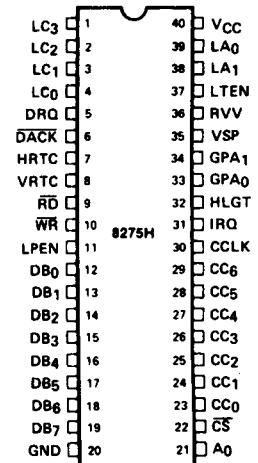 LC3 1 40 VCC
LC2 2 39 LA0
LC1 3 38 LA1
LC0 4 37 LTEN
DRQ 5 36 RVV
DACK 6 35 VSP
HRTC 7 34 GPA1
VRTC 8 33 GPA0
RD 9 32 HLGT
WR 10 31 IRQ
LPEN 11 8275H 30 CCLK
DB0 12 29 CC6
DB1 13 28 CC5
DB2 14 27 CC4
DB3 15 26 CC3
DB4 16 25 CC2
DB5 17 24 CC1
DB6 18 23 CC0
DB7 19 22 CS
GND 20 21 A0